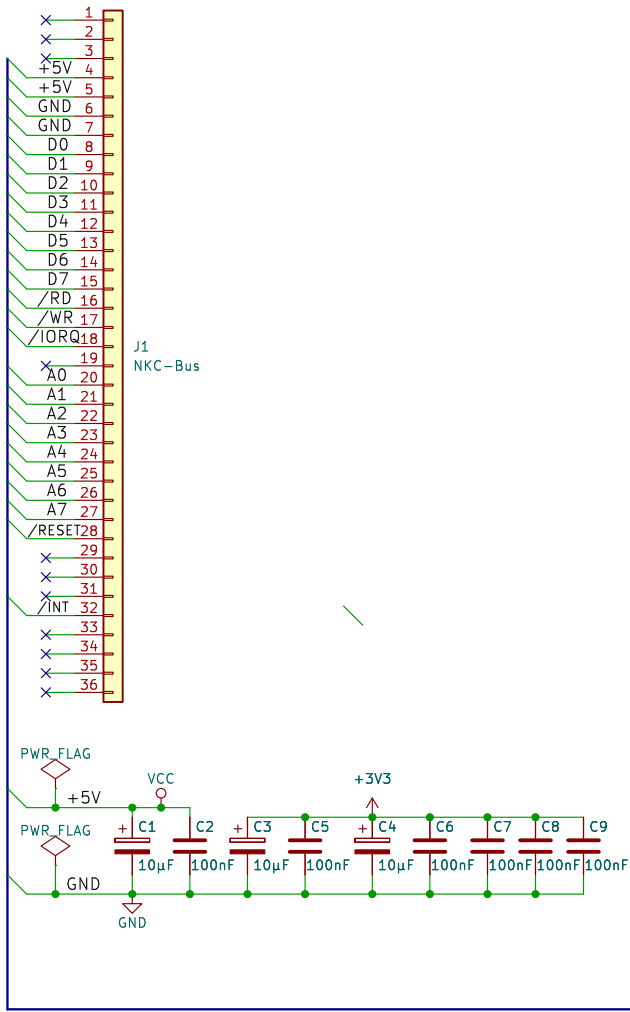 1
2
3
+5V 4
+5V 5
GND 6
GND 7
D0 8
D1 9
D2 10
D3 11
D4 12
D5 13
D6 14
D7 15
/RD 16
/WR 17
/IORQ 18
19
A0 20
A1 21
A2 22
A3 23
A4 24
A5 25
A6 26
A7 27
/RESET 28
29
30
31
/INT 32
33
34
35
36
J1
NKC-Bus
PWR_FLAG
VCC
+3V3
+5V
PWR_FLAG
+ C1 C2 + C3 C5 + C4 C6 C7 C8 C9
10µF 100nF 10µF 100nF 10µF 100nF 100nF 100nF 100nF
GND
GND